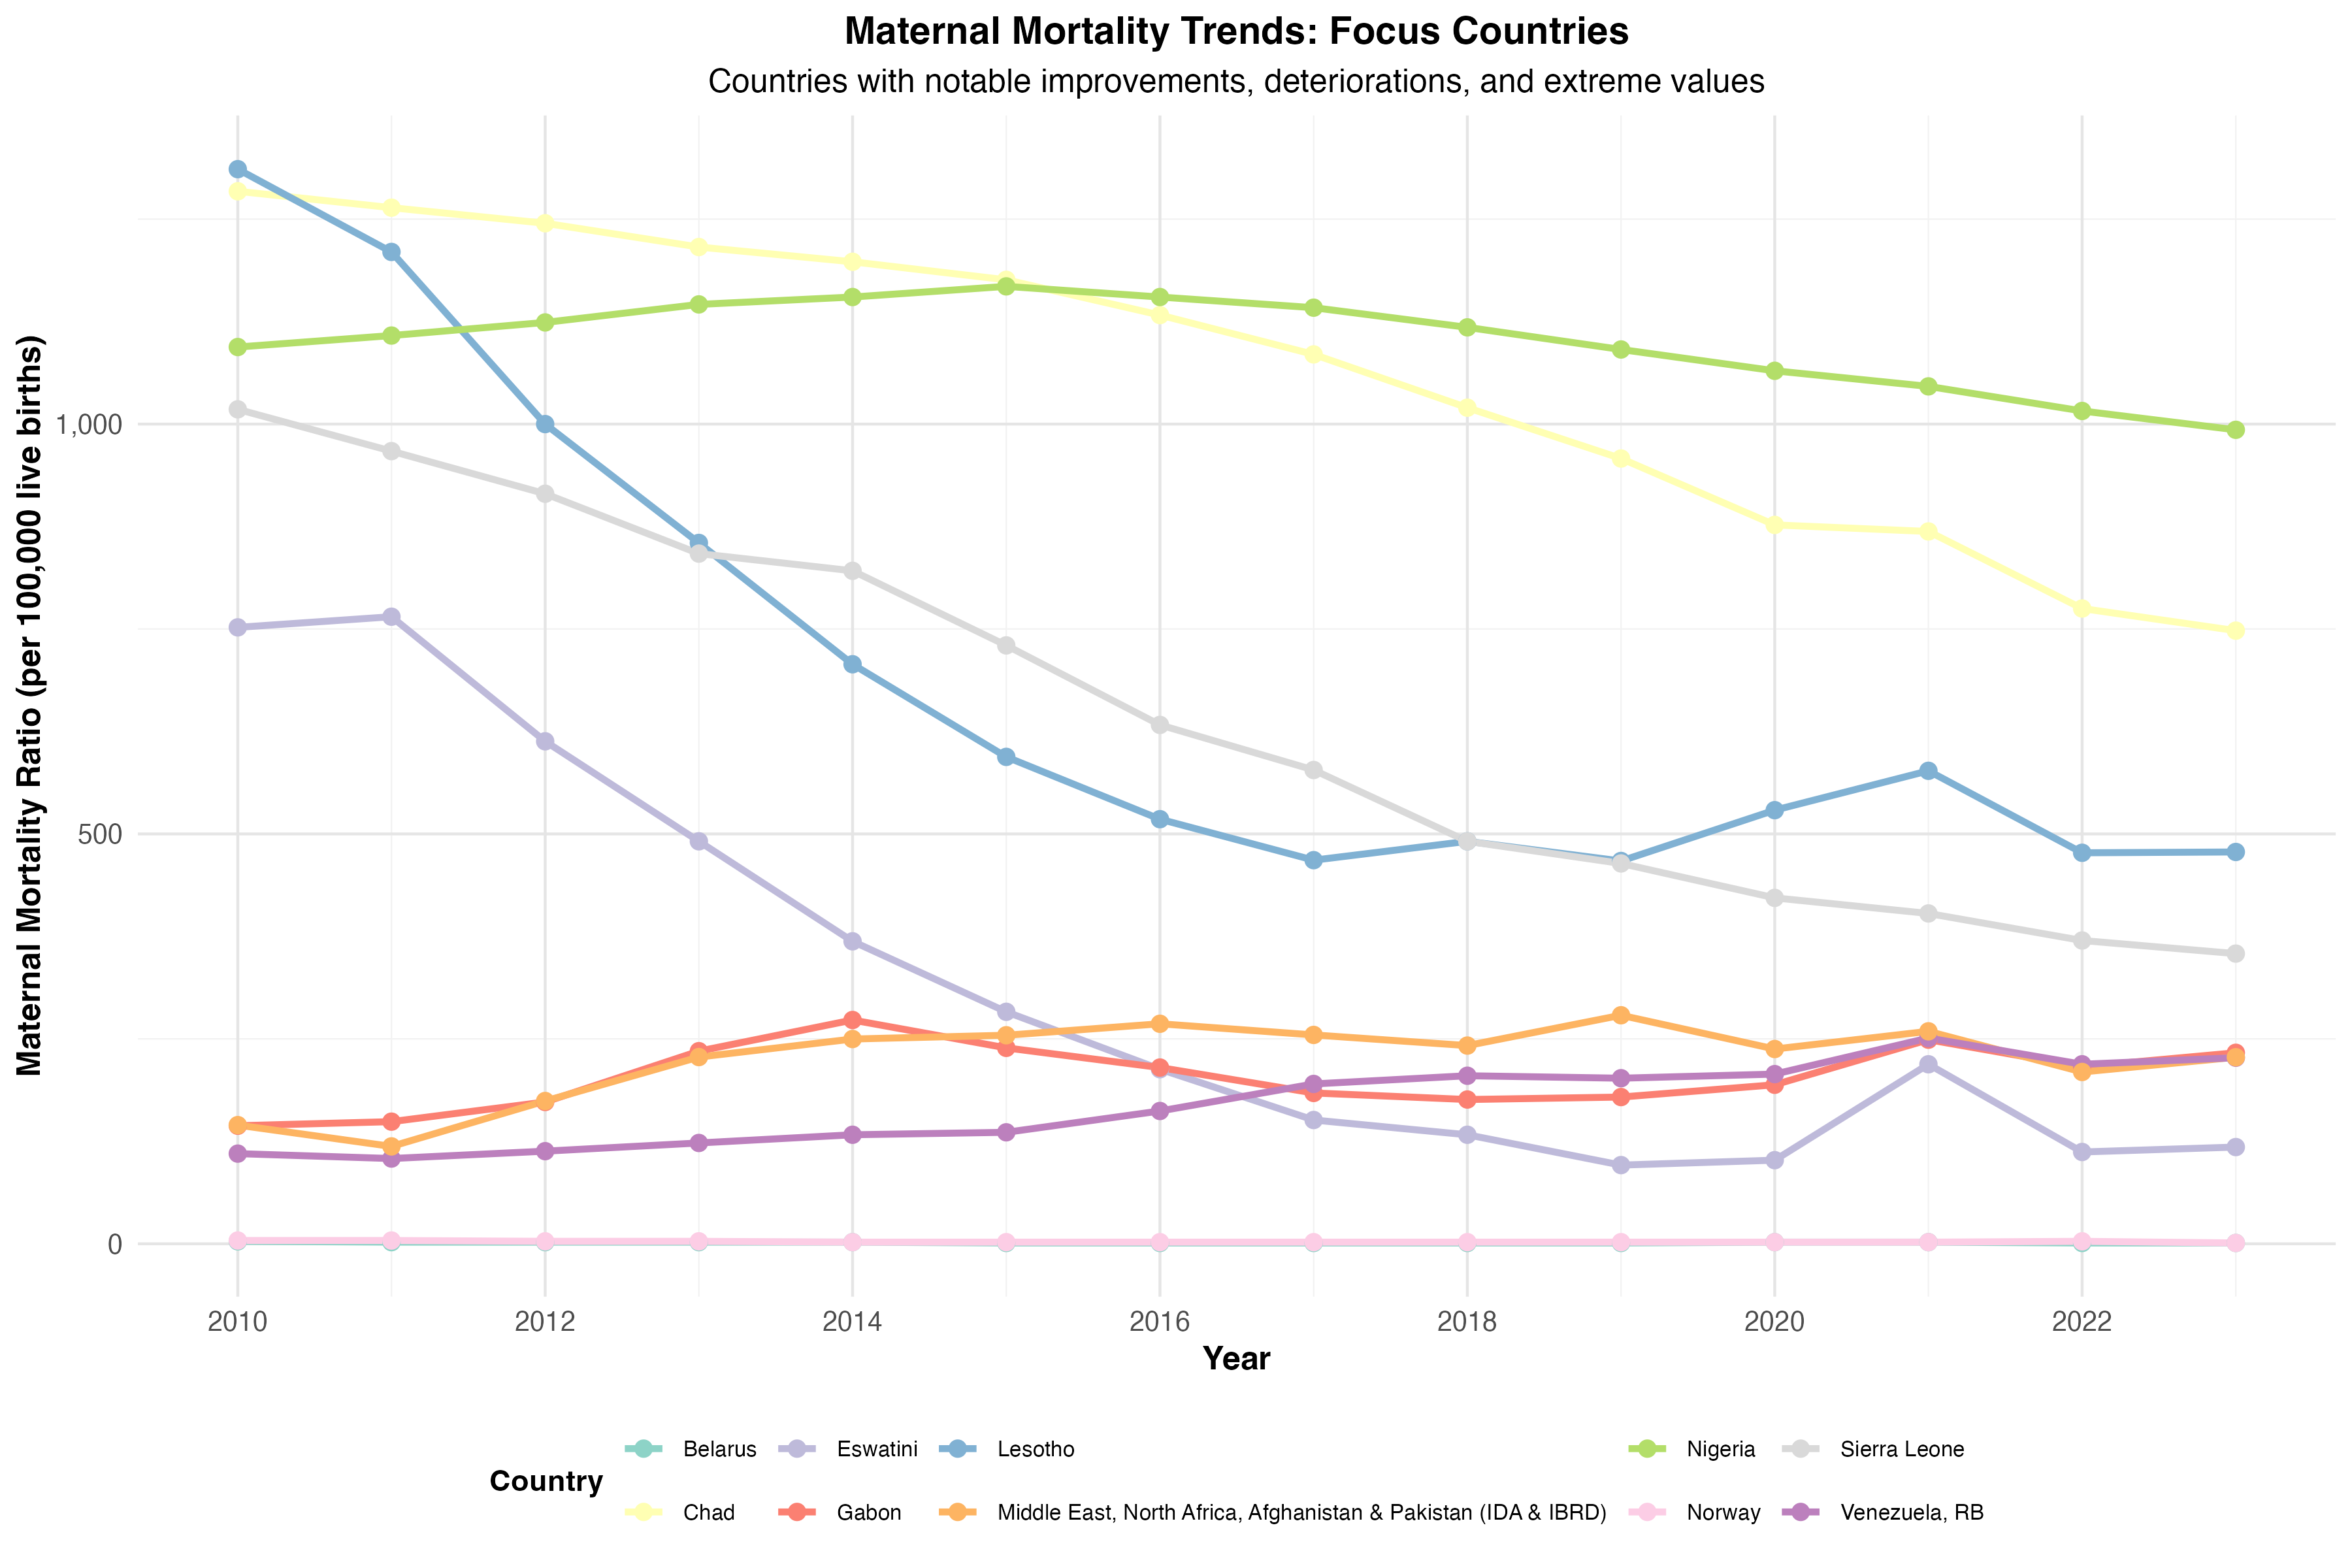 Maternal Mortality Trends: Focus Countries
Countries with notable improvements, deteriorations, and extreme values
Maternal Mortality Ratio (per 100,000 live births)
1,000
500
0
2010 2012 2014 2016 2018 2020 2022
Year
Country
Belarus Eswatini Lesotho Nigeria Sierra Leone
Chad Gabon Middle East, North Africa, Afghanistan & Pakistan (IDA & IBRD) Norway Venezuela, RB